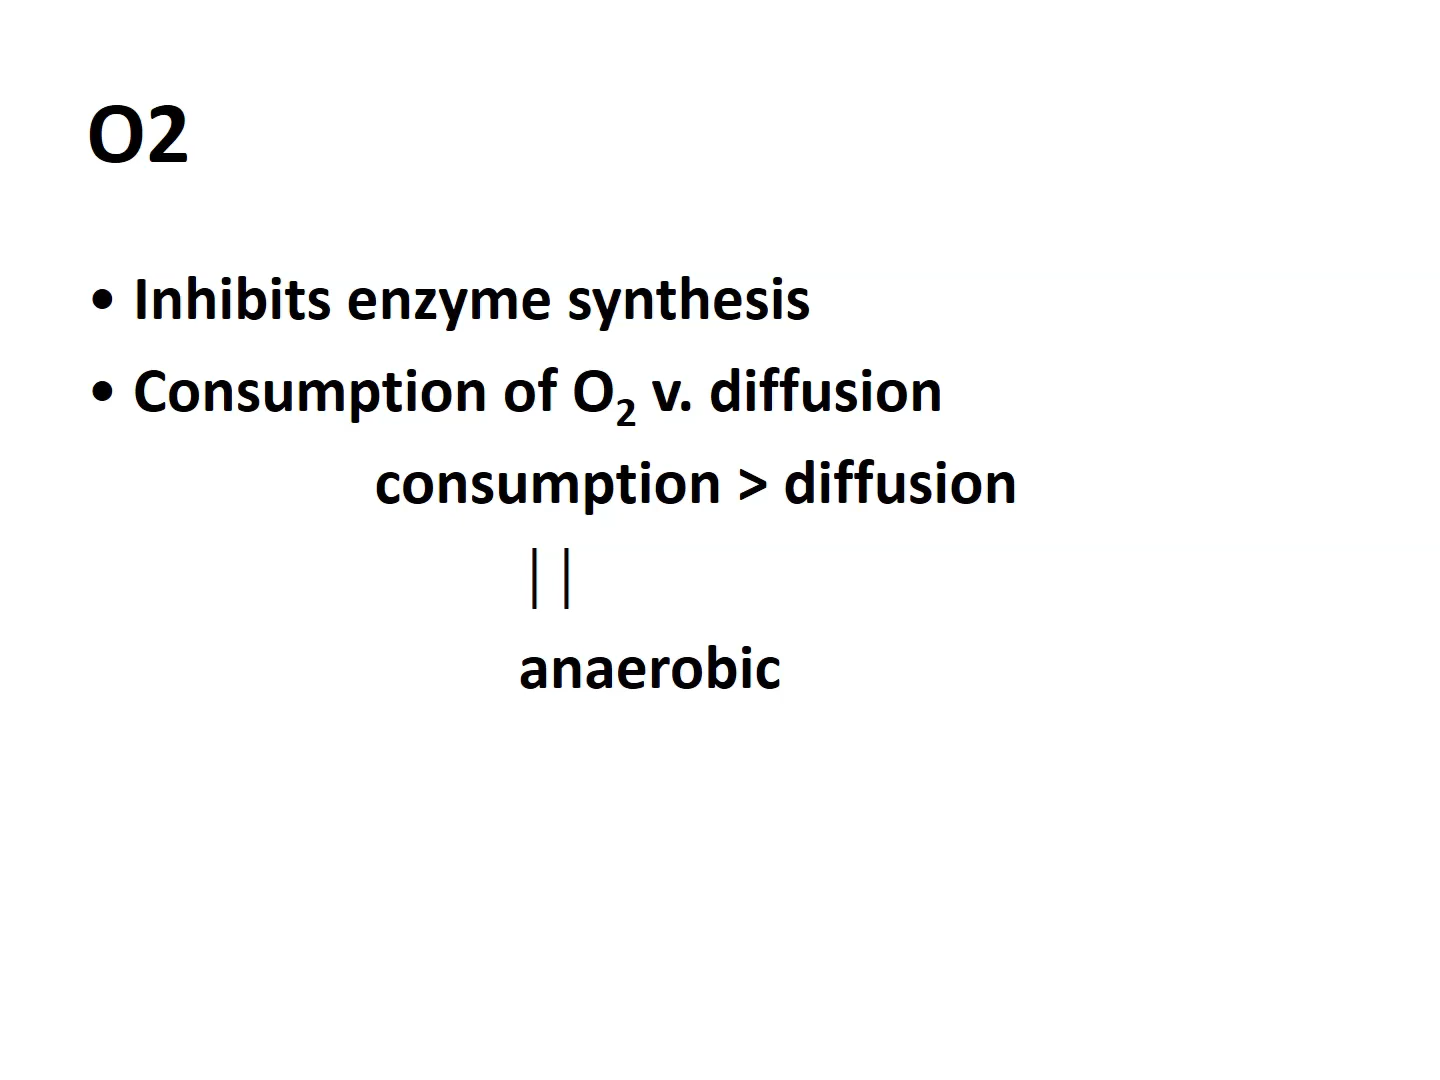 O2
• Inhibits enzyme synthesis
• Consumption of O₂ v. diffusion
consumption > diffusion
||
anaerobic